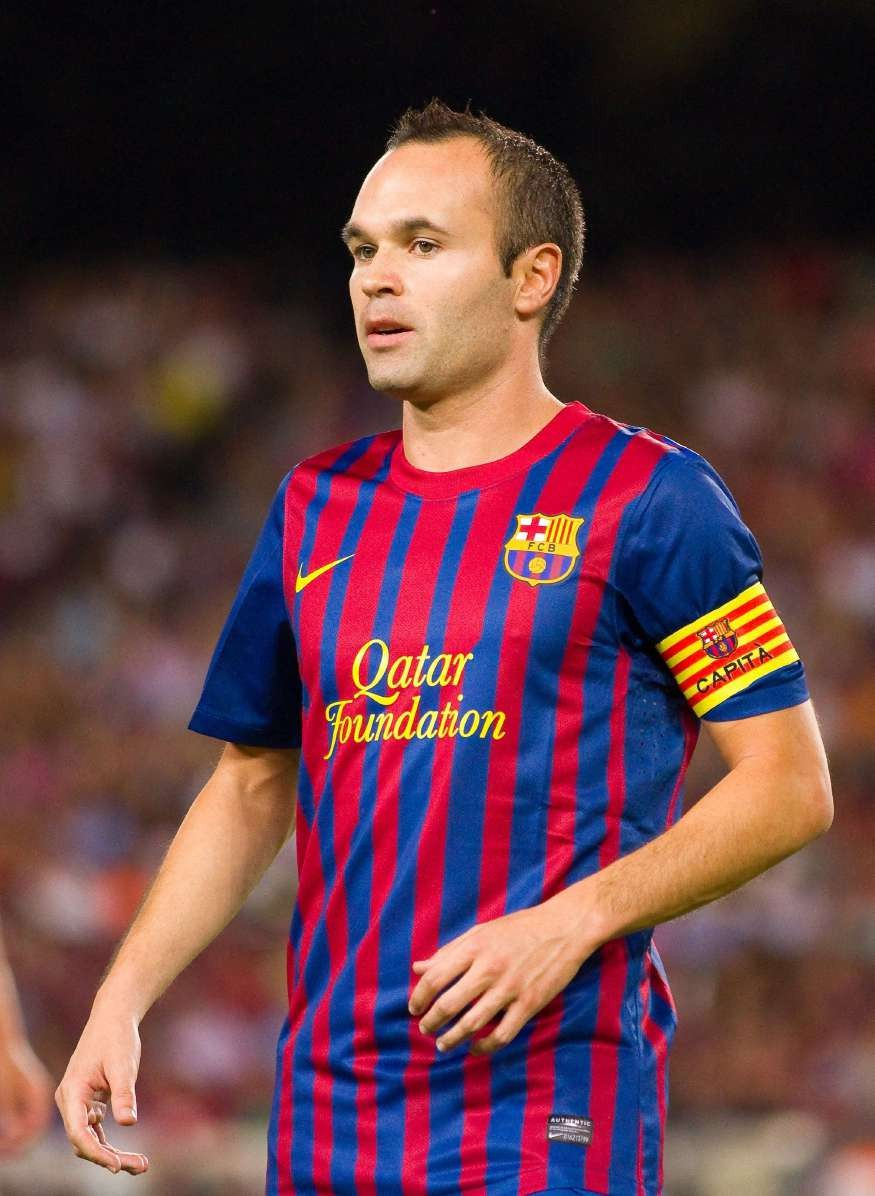 FCB
Qatar
Foundation
CAPITÀ
AUTHENTIC